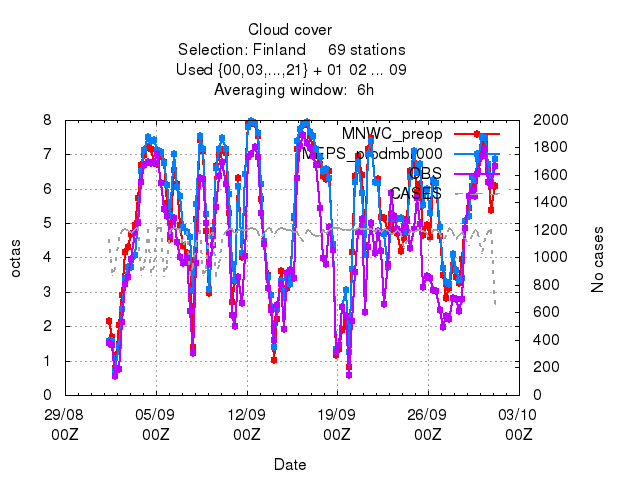 Cloud cover
Selection: Finland 69 stations
Used {00,03,...,21} + 01 02 ... 09
Averaging window: 6h
8 7 6 5 4 3 2 1 0
octas
MNWC_preop
MEPS_prodmbr000
OBS
CASES
2000 1800 1600 1400 1200 1000 800 600 400 200 0
No cases
29/08 05/09 12/09 19/09 26/09 03/10
00Z 00Z 00Z 00Z 00Z 00Z
Date